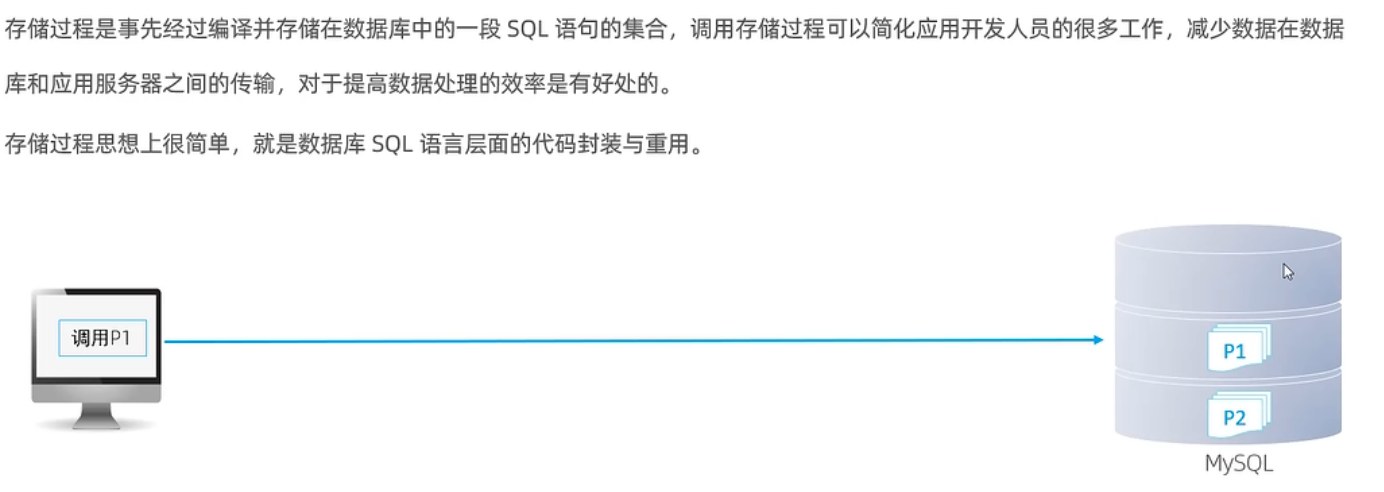 存储过程是事先经过编译并存储在数据库中的一段 SQL 语句的集合，调用存储过程可以简化应用开发人员的很多工作，减少数据在数据
库和应用服务器之间的传输，对于提高数据处理的效率是有好处的。
存储过程思想上很简单，就是数据库 SQL 语言层面的代码封装与重用。
调用P1
P1
P2
MySQL